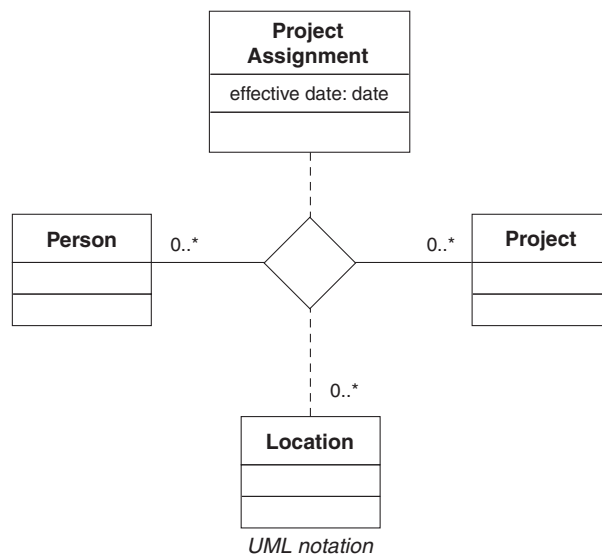 Project
Assignment
effective date: date
Person
0..*
0..*
Project
0..*
Location
UML notation